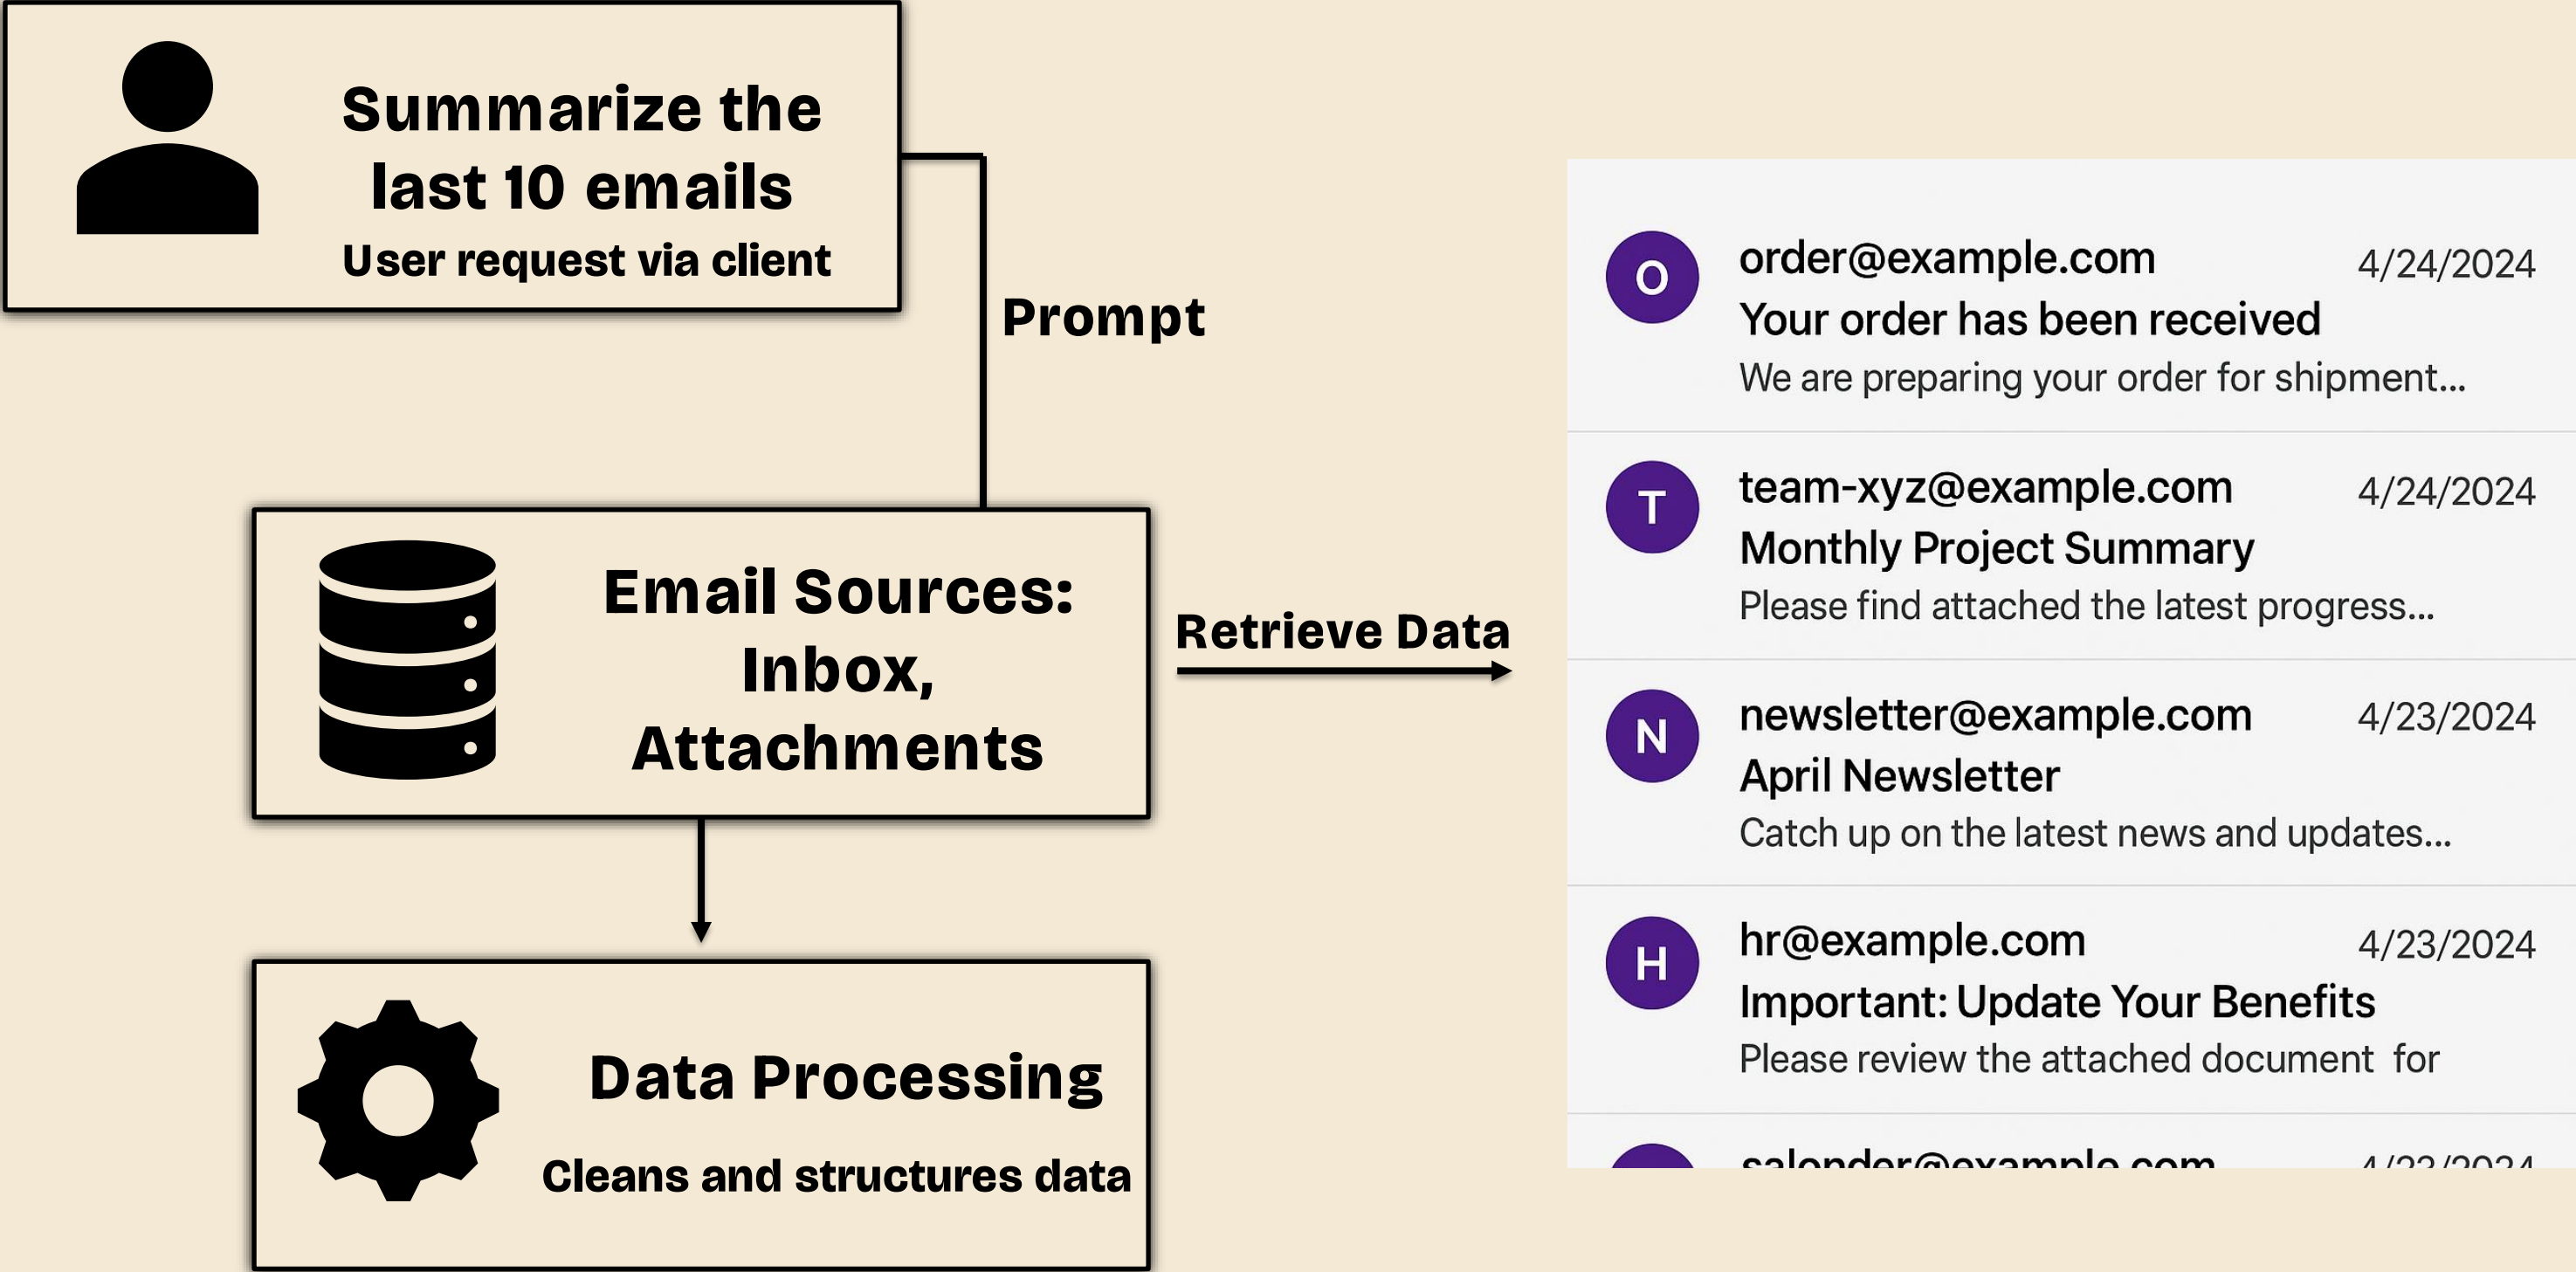 Summarize the
last 10 emails
User request via client
Prompt
Email Sources:
Inbox,
Attachments
Retrieve Data
Data Processing
Cleans and structures data
O
order@example.com
4/24/2024
Your order has been received
We are preparing your order for shipment...
T
team-xyz@example.com
4/24/2024
Monthly Project Summary
Please find attached the latest progress...
N
newsletter@example.com
4/23/2024
April Newsletter
Catch up on the latest news and updates...
H
hr@example.com
4/23/2024
Important: Update Your Benefits
Please review the attached document for